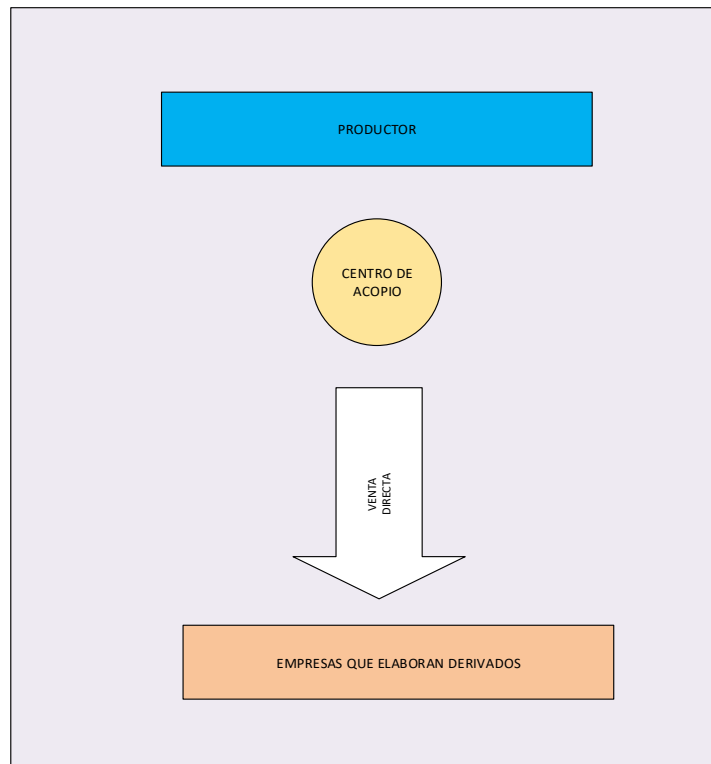 PRODUCTOR
CENTRO DE
ACOPIO
VENTA
DIRECTA
EMPRESAS QUE ELABORAN DERIVADOS